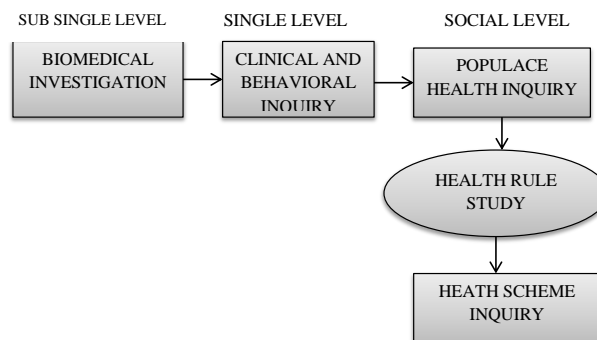 SUB SINGLE LEVEL
SINGLE LEVEL
SOCIAL LEVEL
BIOMEDICAL
INVESTIGATION
CLINICAL AND
BEHAVIORAL
INQUIRY
POPULACE
HEALTH INQUIRY
HEALTH RULE
STUDY
HEATH SCHEME
INQUIRY